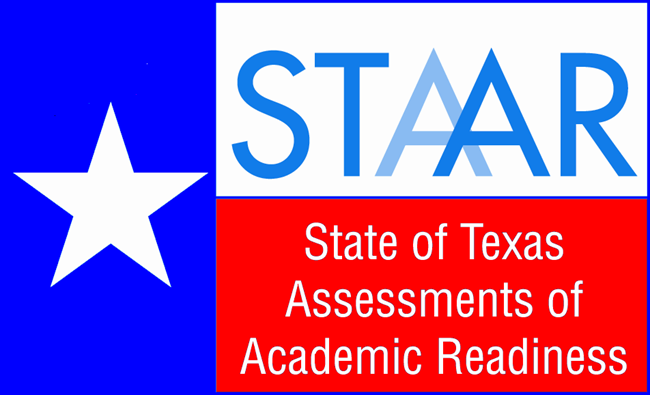 STAAR
State of Texas
Assessments of
Academic Readiness